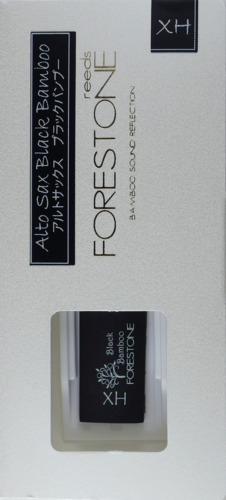 XH
Alto Sax Black Bamboo
アルトサックス ブラックバンブー
reeds
FORESTONE
BAMBOO SOUND REFLECTION
Black
Bamboo
FORESTONE
XH